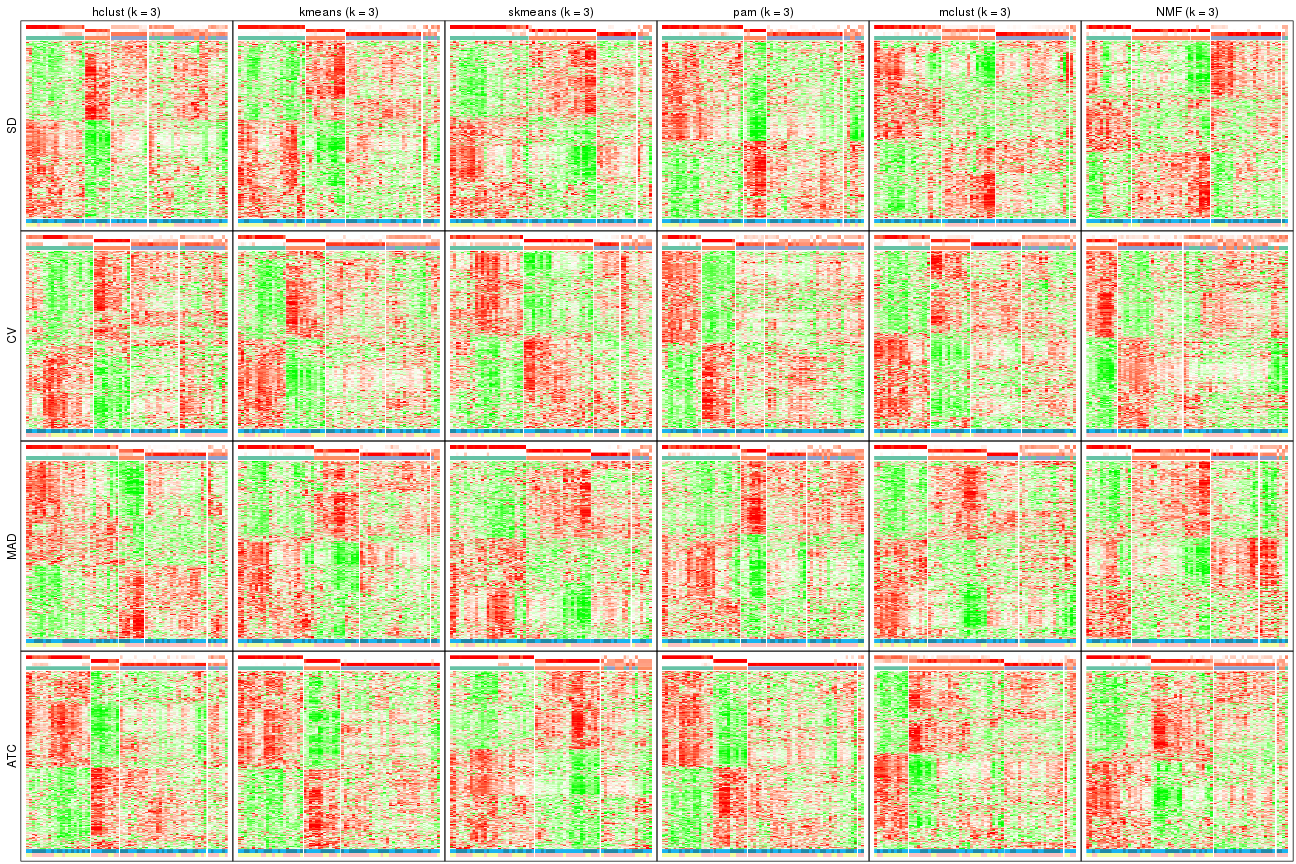 hclust (k = 3) kmeans (k = 3) skmeans (k = 3) pam (k = 3) mclust (k = 3) NMF (k = 3)
SD
CV
MAD
ATC